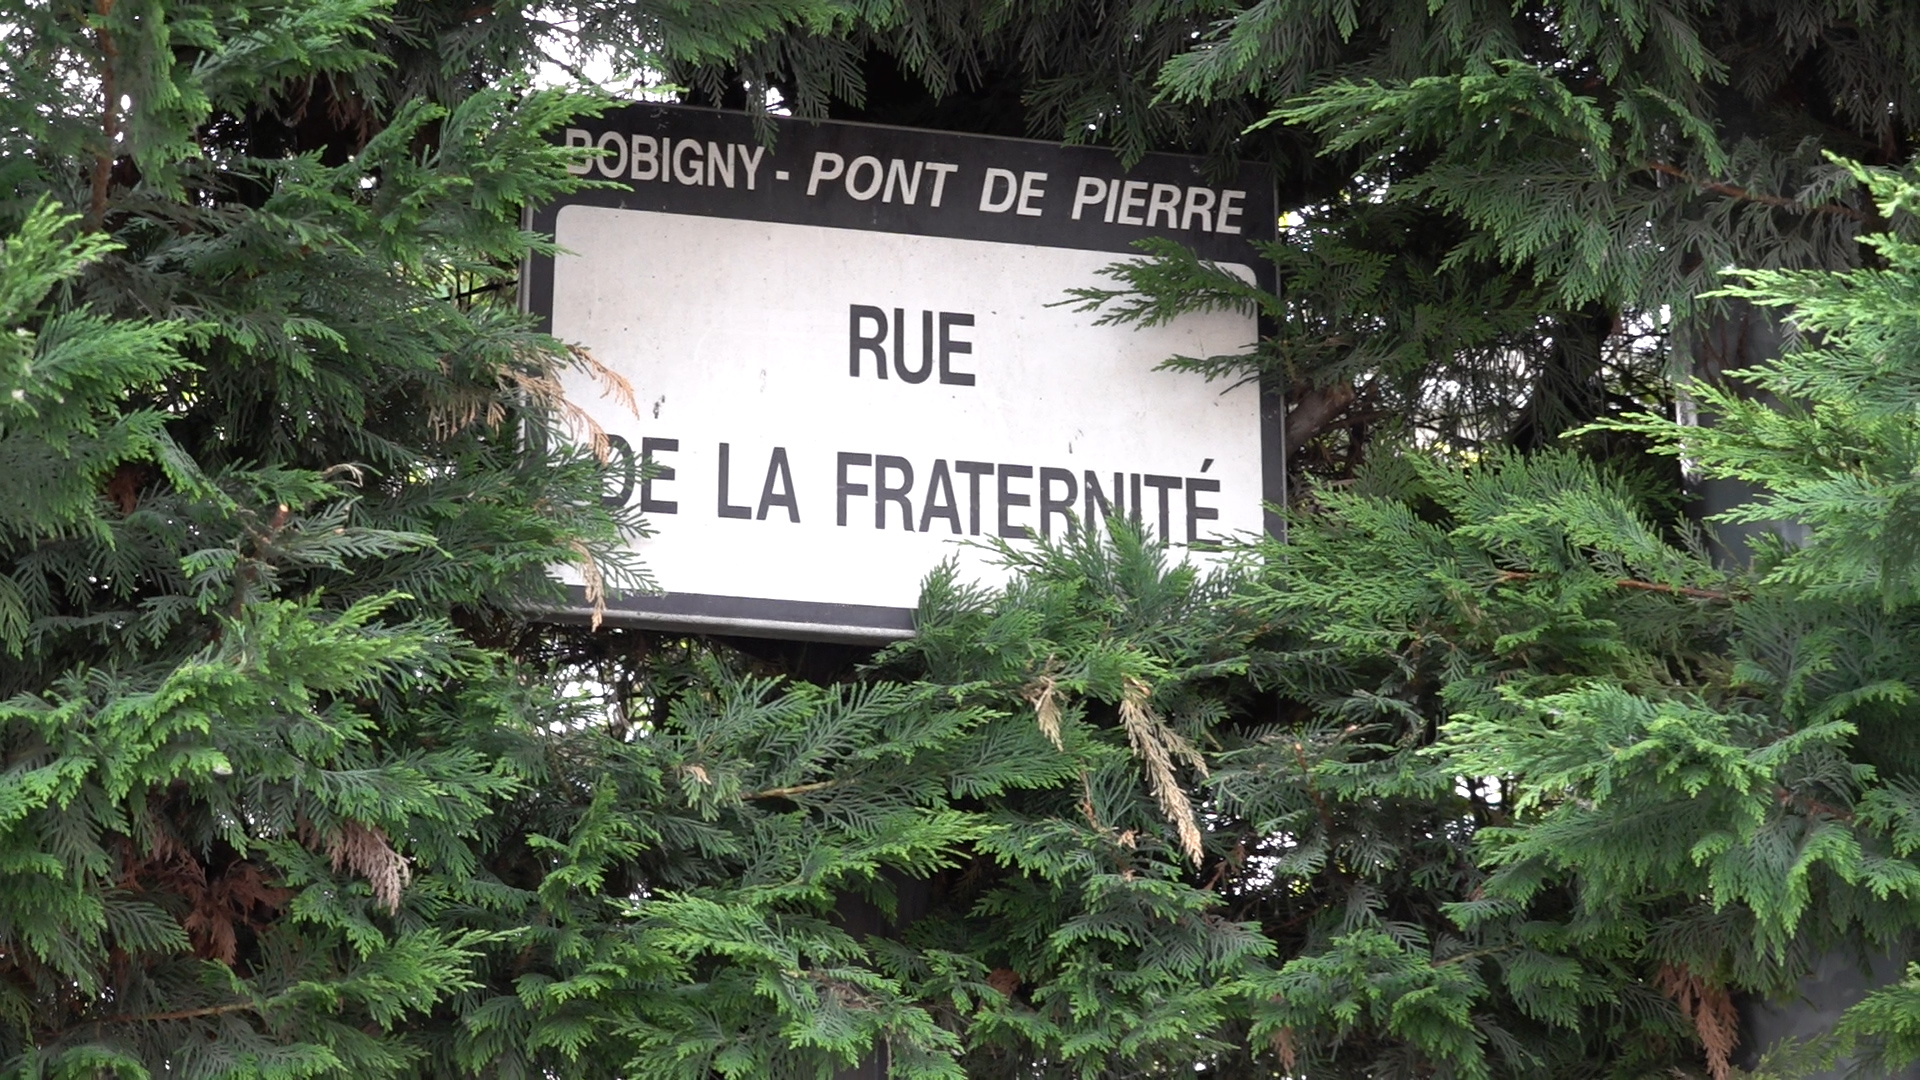 BOBIGNY - PONT DE PIERRE
RUE
DE LA FRATERNITÉ